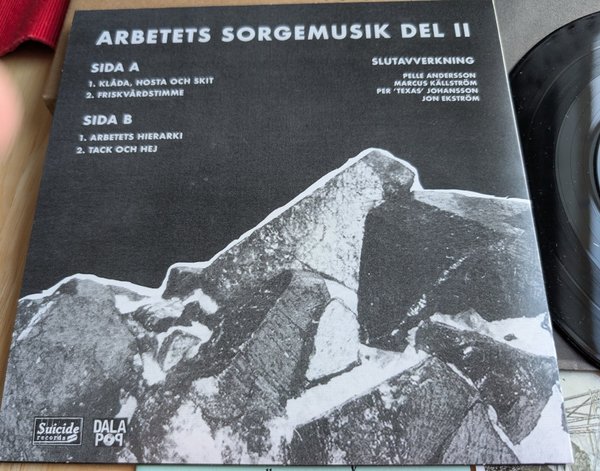 ARBETETS SORGEMUSIK DEL II
SIDA A
1. KLÅDA, HOSTA OCH SKIT
2. FRISKVÅRDSTIMME
SIDA B
1. ARBETETS HIERARKI
2. TACK OCH HEJ
SLUTAVVERKNING
PELLE ANDERSSON
MARCUS KÄLLSTRÖM
PER 'TEXAS' JOHANSSON
JON EKSTRÖM
Suicide
records
DALA
POP